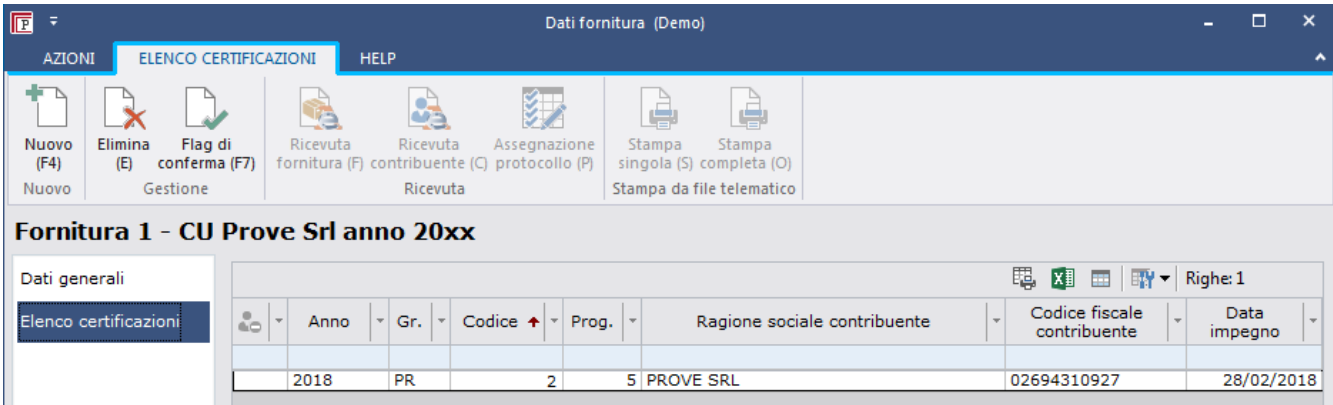 P
Dati fornitura (Demo)
AZIONI ELENCO CERTIFICAZIONI HELP
Nuovo Elimina Flag di Ricevuta Ricevuta Assegnazione Stampa Stampa
(F4) (E) conferma (F7) fornitura (F) contribuente (C) protocollo (P) singola (S) completa (O)
Nuovo Gestione Ricevuta Stampa da file telematico
Fornitura 1 - CU Prove Srl anno 20xx
Dati generali
Righe: 1
Elenco certificazioni
Anno Gr. Codice Prog. Ragione sociale contribuente Codice fiscale contribuente Data impegno
2018 PR 2 5 PROVE SRL 02694310927 28/02/2018